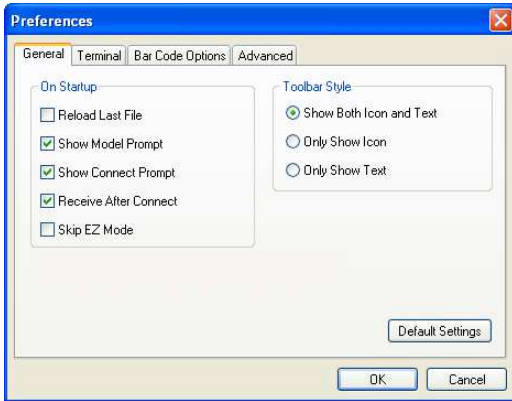 Preferences
General
Terminal
Bar Code Options
Advanced
On Startup
Reload Last File
Show Model Prompt
Show Connect Prompt
Receive After Connect
Skip EZ Mode
Toolbar Style
Show Both Icon and Text
Only Show Icon
Only Show Text
Default Settings
OK
Cancel